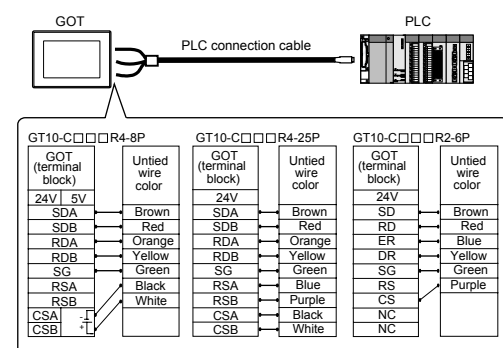 GOT
PLC
PLC connection cable
GT10-C□□□R4-8P
GOT
(terminal
block)
Untied
wire
color
24V 5V
SDA Brown
SDB Red
RDA Orange
RDB Yellow
SG Green
RSA Black
RSB White
CSA -
CSB +
GT10-C□□□R4-25P
GOT
(terminal
block)
Untied
wire
color
24V
SDA Brown
SDB Red
RDA Orange
RDB Yellow
SG Green
RSA Blue
RSB Purple
CSA Black
CSB White
GT10-C□□□R2-6P
GOT
(terminal
block)
Untied
wire
color
24V
SD Brown
RD Red
ER Blue
DR Yellow
SG Green
RS Purple
CS
NC
NC